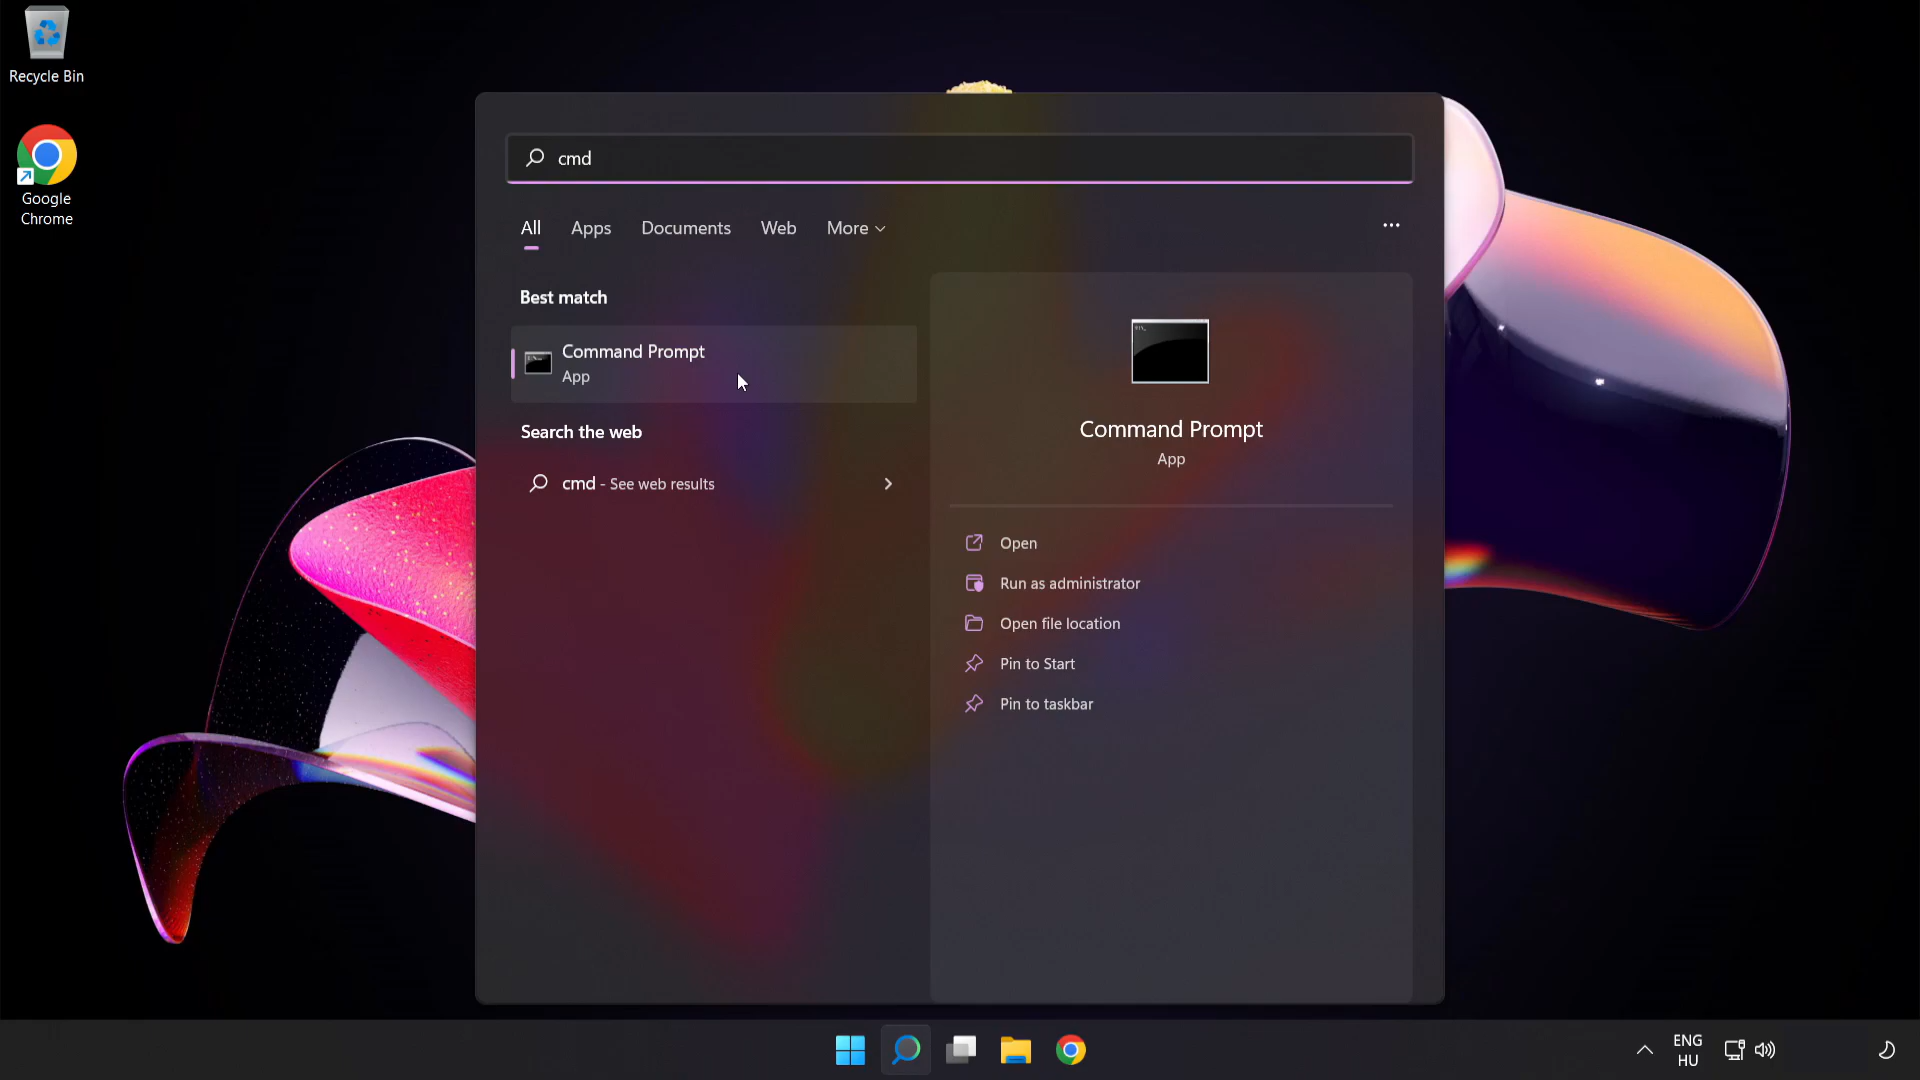 Recycle Bin
Google
Chrome
cmd
All Apps Documents Web More
Best match
Command Prompt
App
Search the web
cmd - See web results
Command Prompt
App
Open
Run as administrator
Open file location
Pin to Start
Pin to taskbar
ENG
HU